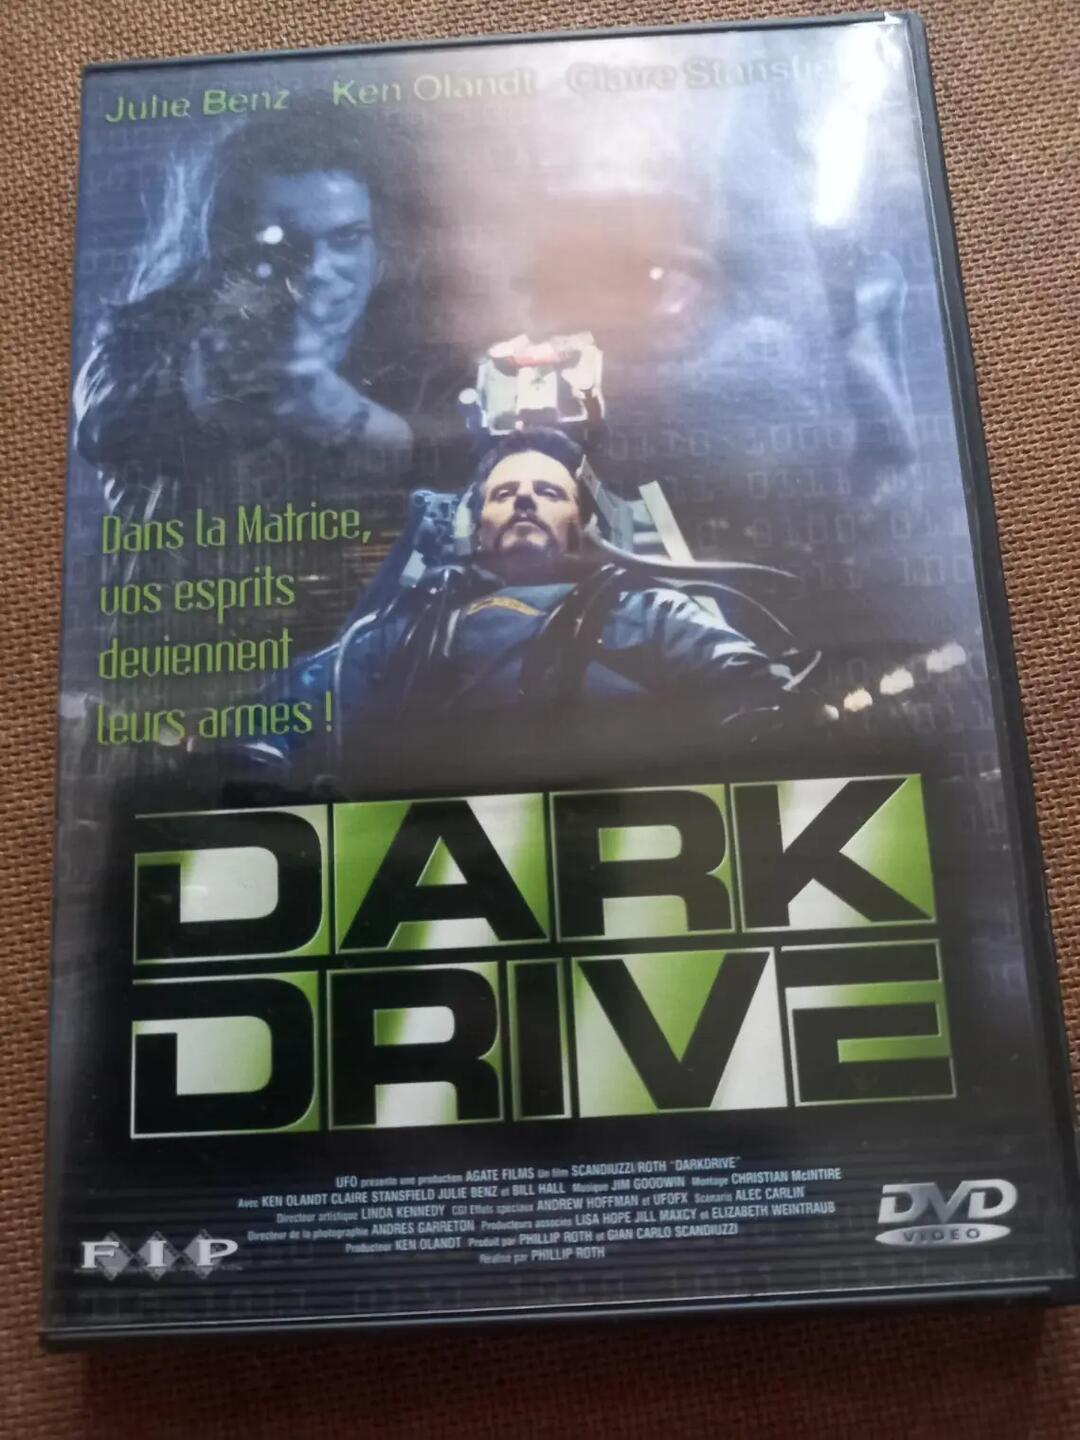 Julie Benz Ken Olandt Claire
Dans la Matrice,
vos esprits
deviennent
leurs armes !
DARK
DRIVE
UFO présente une production AGATE FILMS Un film SCANDIUZZI/ROTH "DARKDRIVE"
Avec KEN OLANDT CLAIRE STANSFIELD JULIE BENZ et BILL HALL Musique JIM GOODWIN Montage CHRISTIAN McINTIRE
Directeur artistique LINDA KENNEDY CGI Effets spéciaux ANDREW HOFFMAN et UFOFX Scénario ALEC CARLIN
Directeur de la photographie ANDRES GARRETON Producteurs associés LISA HOPE JILL MAXCY et ELIZABETH WEINTRAUB
Producteur KEN OLANDT Produit par PHILLIP ROTH et GIAN CARLO SCANDIUZZI
Réalisé par PHILLIP ROTH
FIP
DVD
VIDEO